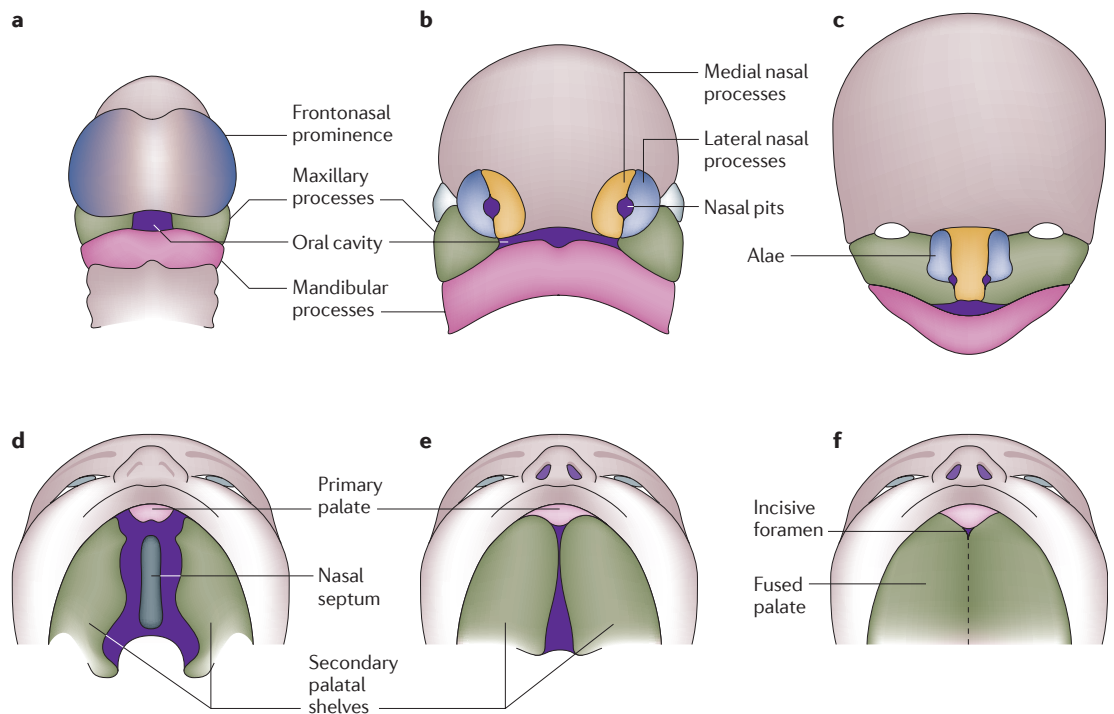 a
b
c
Frontonasal
prominence
Maxillary
processes
Oral cavity
Mandibular
processes
Medial nasal
processes
Lateral nasal
processes
Nasal pits
Alae
d
e
f
Primary
palate
Nasal
septum
Secondary
palatal
shelves
Incisive
foramen
Fused
palate